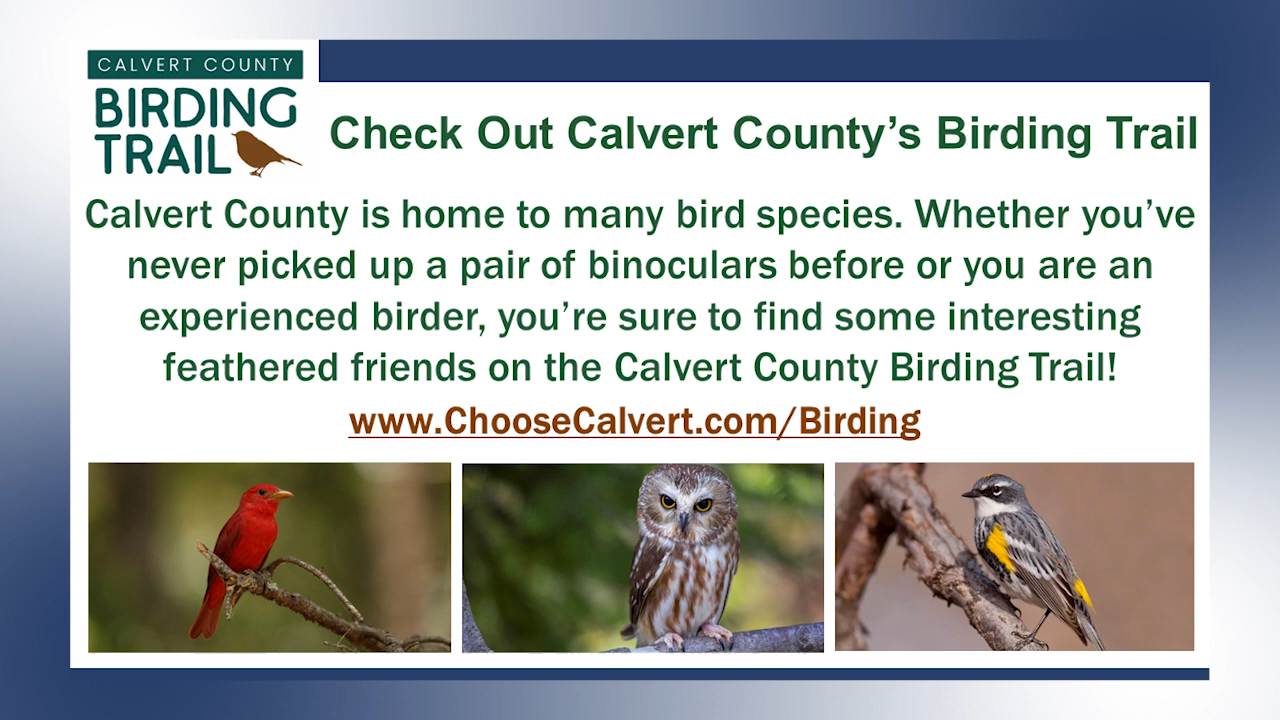 CALVERT COUNTY
BIRDING
TRAIL
Check Out Calvert County’s Birding Trail
Calvert County is home to many bird species. Whether you’ve
never picked up a pair of binoculars before or you are an
experienced birder, you’re sure to find some interesting
feathered friends on the Calvert County Birding Trail!
www.ChooseCalvert.com/Birding